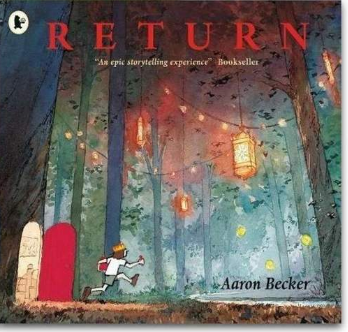 RETURN
"An epic storytelling experience" Bookseller
Aaron Becker